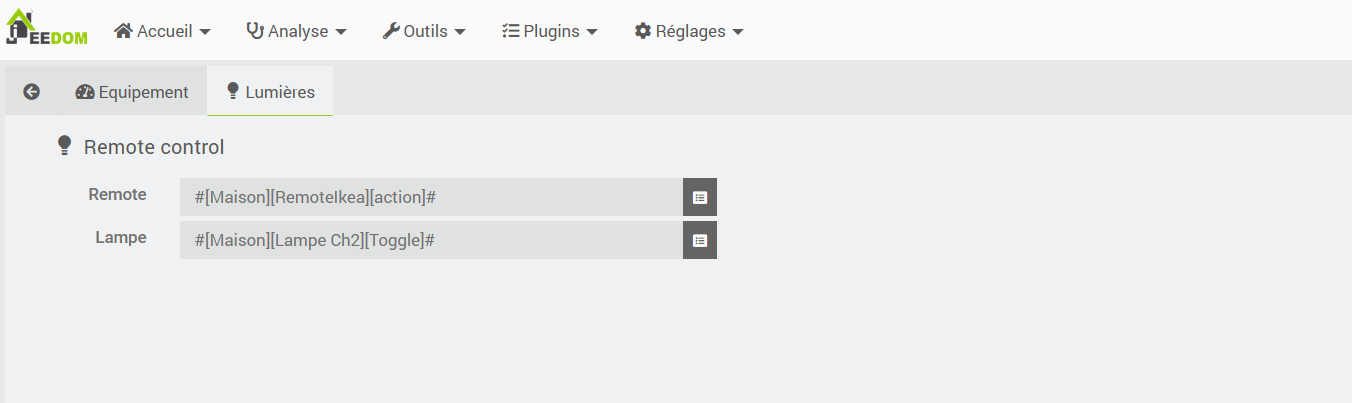 JEEDOM Accueil Analyse Outils Plugins Réglages
Equipement Lumières
Remote control
Remote #[Maison][RemoteIkea][action]#
Lampe #[Maison][Lampe Ch2][Toggle]#